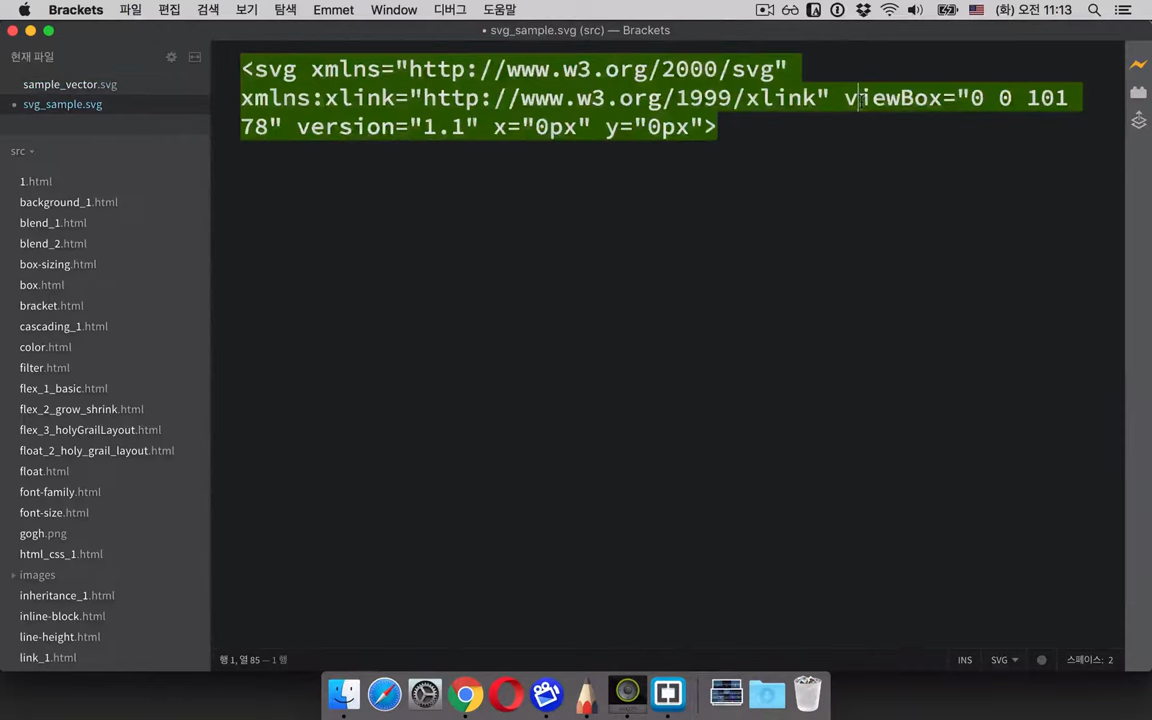 Brackets 파일 편집 검색 보기 탐색 Emmet Window 디버그 도움말 (화) 오전 11:13
• svg_sample.svg (src) — Brackets
현재 파일
sample_vector.svg
• svg_sample.svg
src
1.html
background_1.html
blend_1.html
blend_2.html
box-sizing.html
box.html
bracket.html
cascading_1.html
color.html
filter.html
flex_1_basic.html
flex_2_grow_shrink.html
flex_3_holyGrailLayout.html
float_2_holy_grail_layout.html
float.html
font-family.html
font-size.html
gogh.png
html_css_1.html
images
inheritance_1.html
inline-block.html
line-height.html
link_1.html
<svg xmlns="http://www.w3.org/2000/svg"
xmlns:xlink="http://www.w3.org/1999/xlink" viewBox="0 0 101
78" version="1.1" x="0px" y="0px">
행 1, 열 85 — 1 행
INS SVG 스페이스: 2